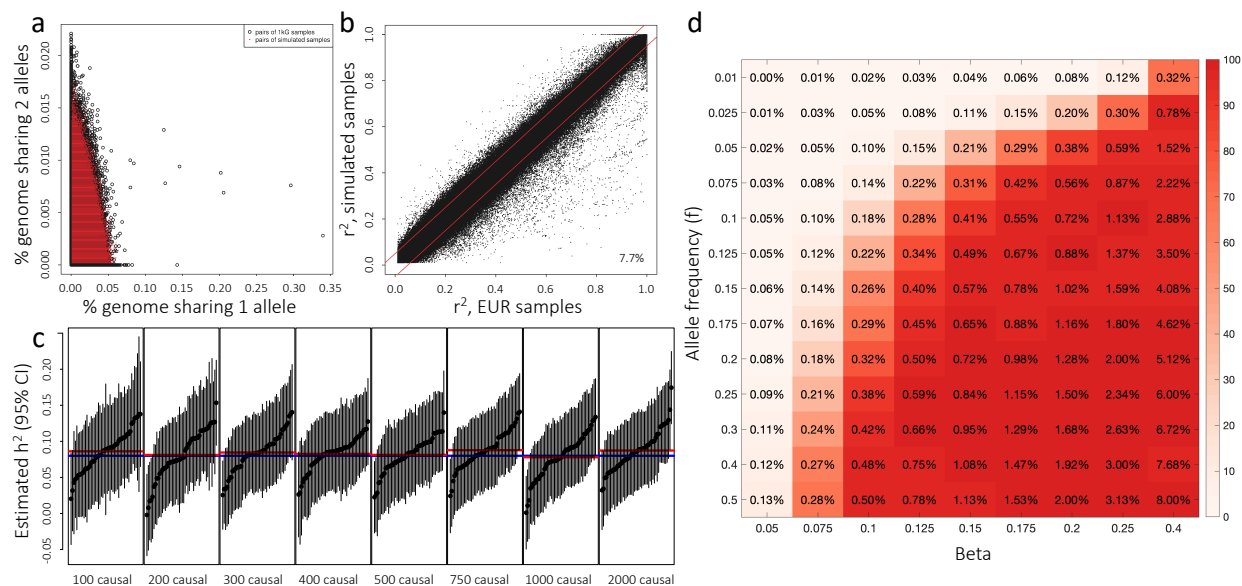 a
pairs of 1kG samples
pairs of simulated samples
% genome sharing 2 alleles
0.020
0.015
0.010
0.005
0.000
0.00 0.05 0.10 0.15 0.20 0.25 0.30 0.35
% genome sharing 1 allele
b
r², simulated samples
1.0
0.8
0.6
0.4
0.2
0.0
7.7%
0.0 0.2 0.4 0.6 0.8 1.0
r², EUR samples
c
Estimated h² (95% CI)
0.20
0.15
0.10
0.05
0.00
-0.05
100 causal 200 causal 300 causal 400 causal 500 causal 750 causal 1000 causal 2000 causal
d
Allele frequency (f)
0.01 0.00% 0.01% 0.02% 0.03% 0.04% 0.06% 0.08% 0.12% 0.32%
0.025 0.01% 0.03% 0.05% 0.08% 0.11% 0.15% 0.20% 0.30% 0.78%
0.05 0.02% 0.05% 0.10% 0.15% 0.21% 0.29% 0.38% 0.59% 1.52%
0.075 0.03% 0.08% 0.14% 0.22% 0.31% 0.42% 0.56% 0.87% 2.22%
0.1 0.05% 0.10% 0.18% 0.28% 0.41% 0.55% 0.72% 1.13% 2.88%
0.125 0.05% 0.12% 0.22% 0.34% 0.49% 0.67% 0.88% 1.37% 3.50%
0.15 0.06% 0.14% 0.26% 0.40% 0.57% 0.78% 1.02% 1.59% 4.08%
0.175 0.07% 0.16% 0.29% 0.45% 0.65% 0.88% 1.16% 1.80% 4.62%
0.2 0.08% 0.18% 0.32% 0.50% 0.72% 0.98% 1.28% 2.00% 5.12%
0.25 0.09% 0.21% 0.38% 0.59% 0.84% 1.15% 1.50% 2.34% 6.00%
0.3 0.11% 0.24% 0.42% 0.66% 0.95% 1.29% 1.68% 2.63% 6.72%
0.4 0.12% 0.27% 0.48% 0.75% 1.08% 1.47% 1.92% 3.00% 7.68%
0.5 0.13% 0.28% 0.50% 0.78% 1.13% 1.53% 2.00% 3.13% 8.00%
0.05 0.075 0.1 0.125 0.15 0.175 0.2 0.25 0.4
Beta
100
90
80
70
60
50
40
30
20
10
0